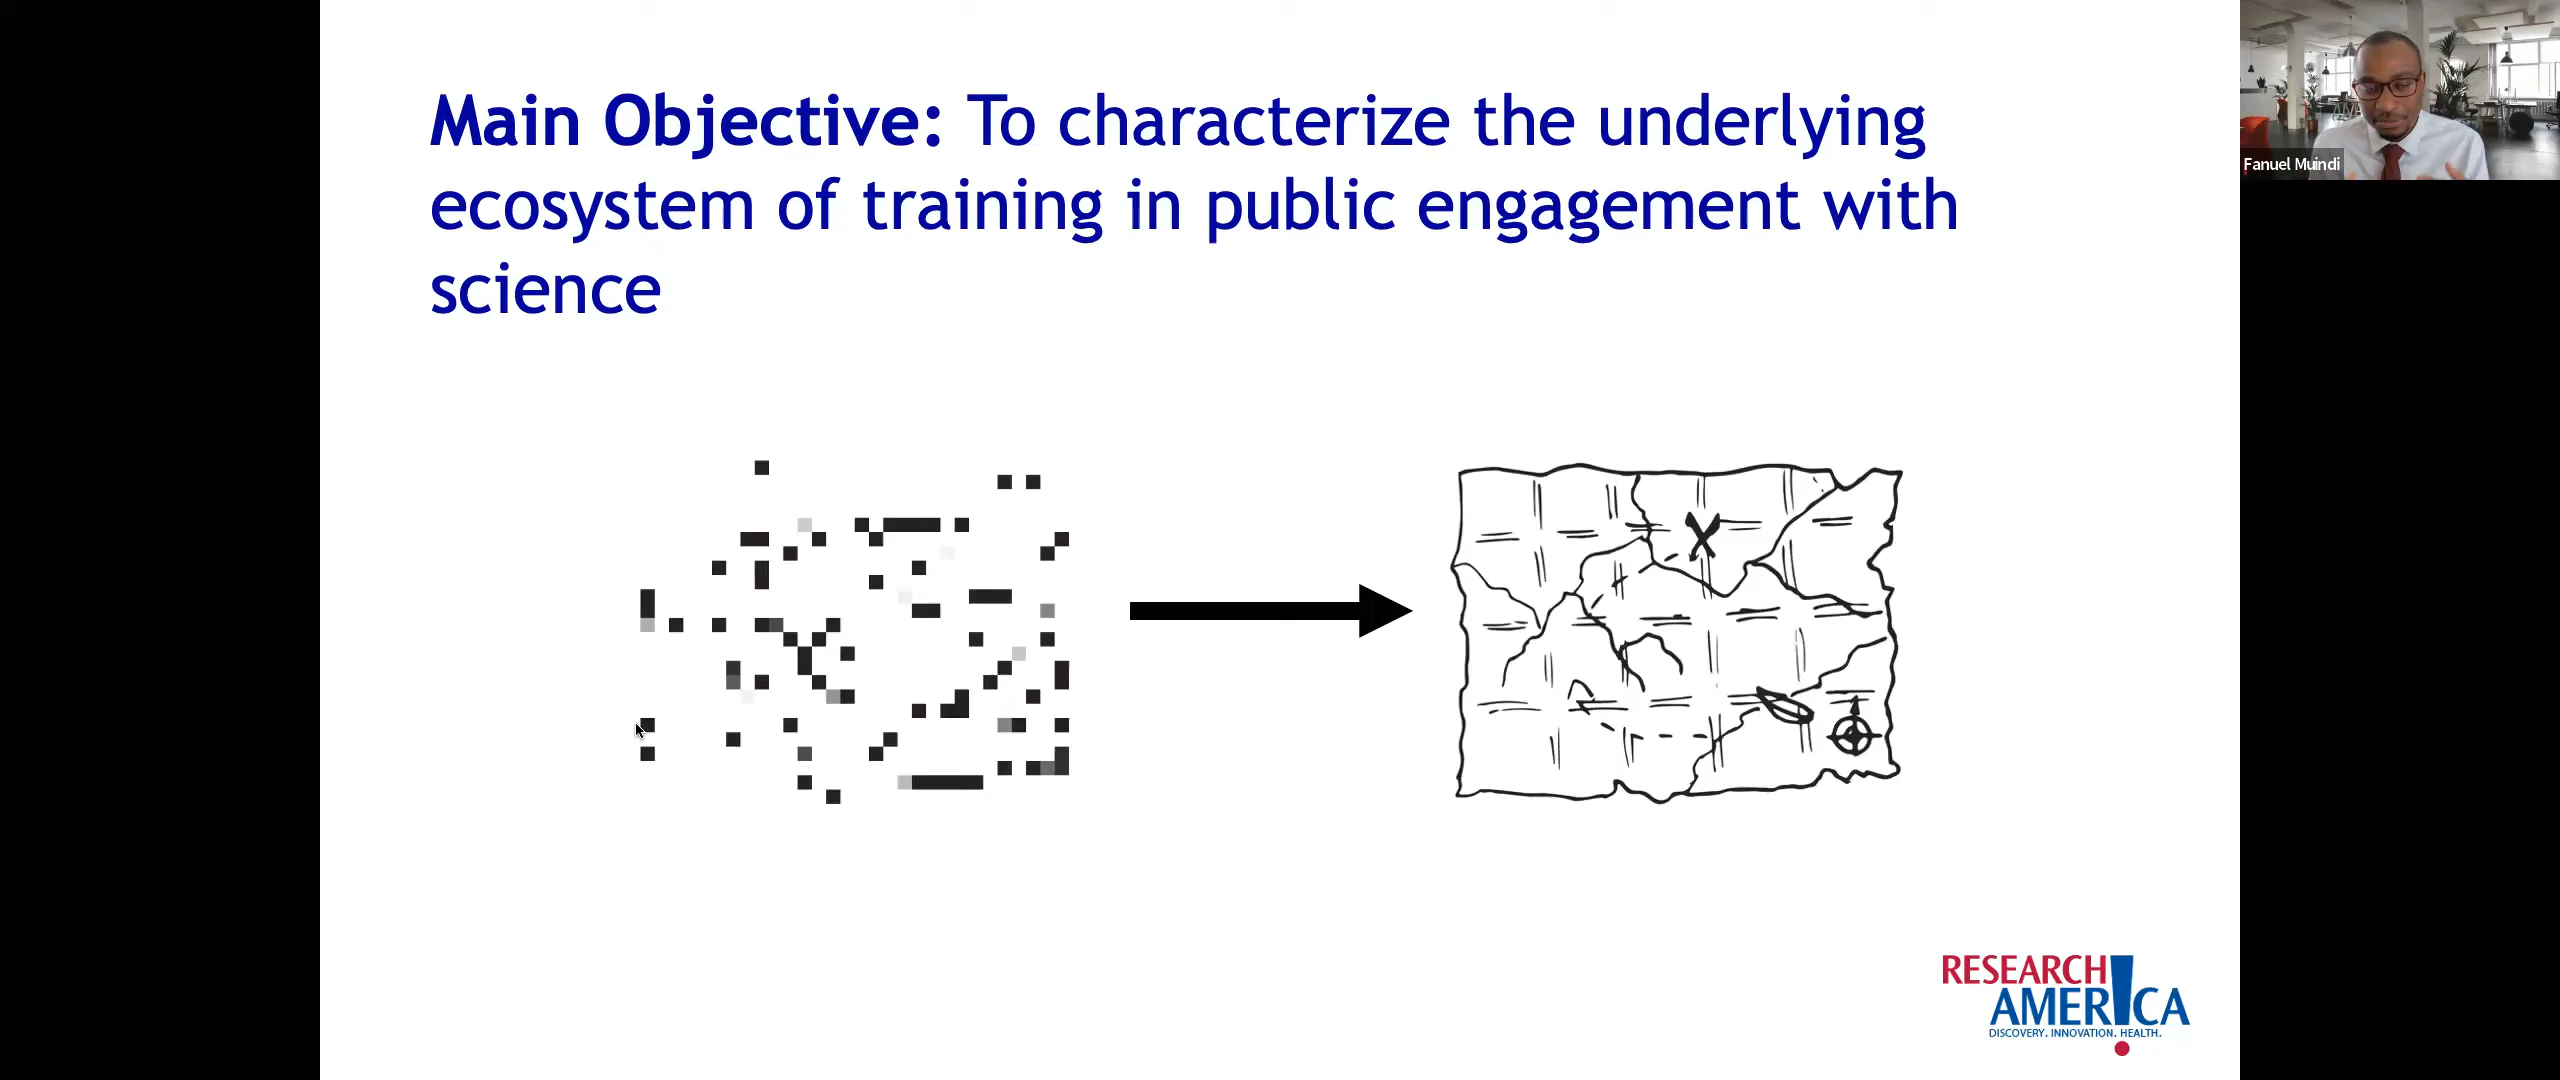 Main Objective: To characterize the underlying
ecosystem of training in public engagement with
science
Fanuel Muindi
RESEARCH
AMERICA
DISCOVERY. INNOVATION. HEALTH.